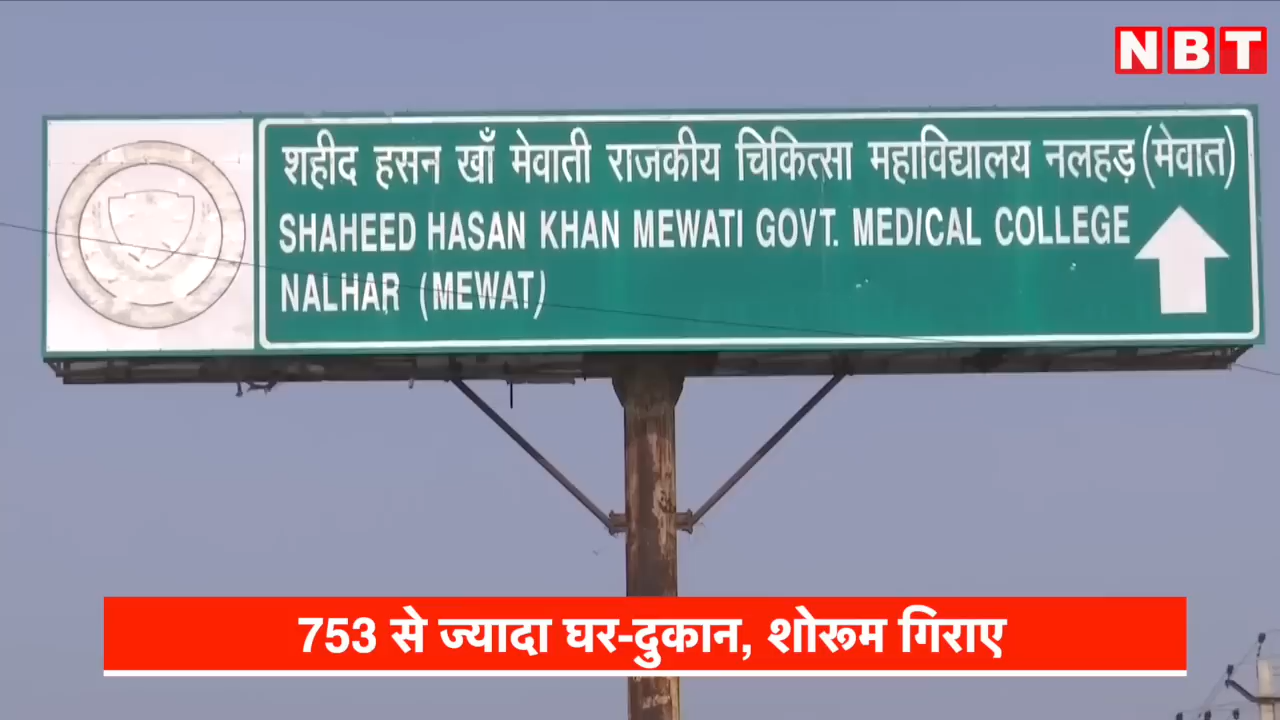 NBT
शहीद हसन खाँ मेवाती राजकीय चिकित्सा महाविद्यालय नलहड़ (मेवात)
SHAHEED HASAN KHAN MEWATI GOVT. MEDICAL COLLEGE
NALHAR (MEWAT)
753 से ज्यादा घर-दुकान, शोरूम गिराए